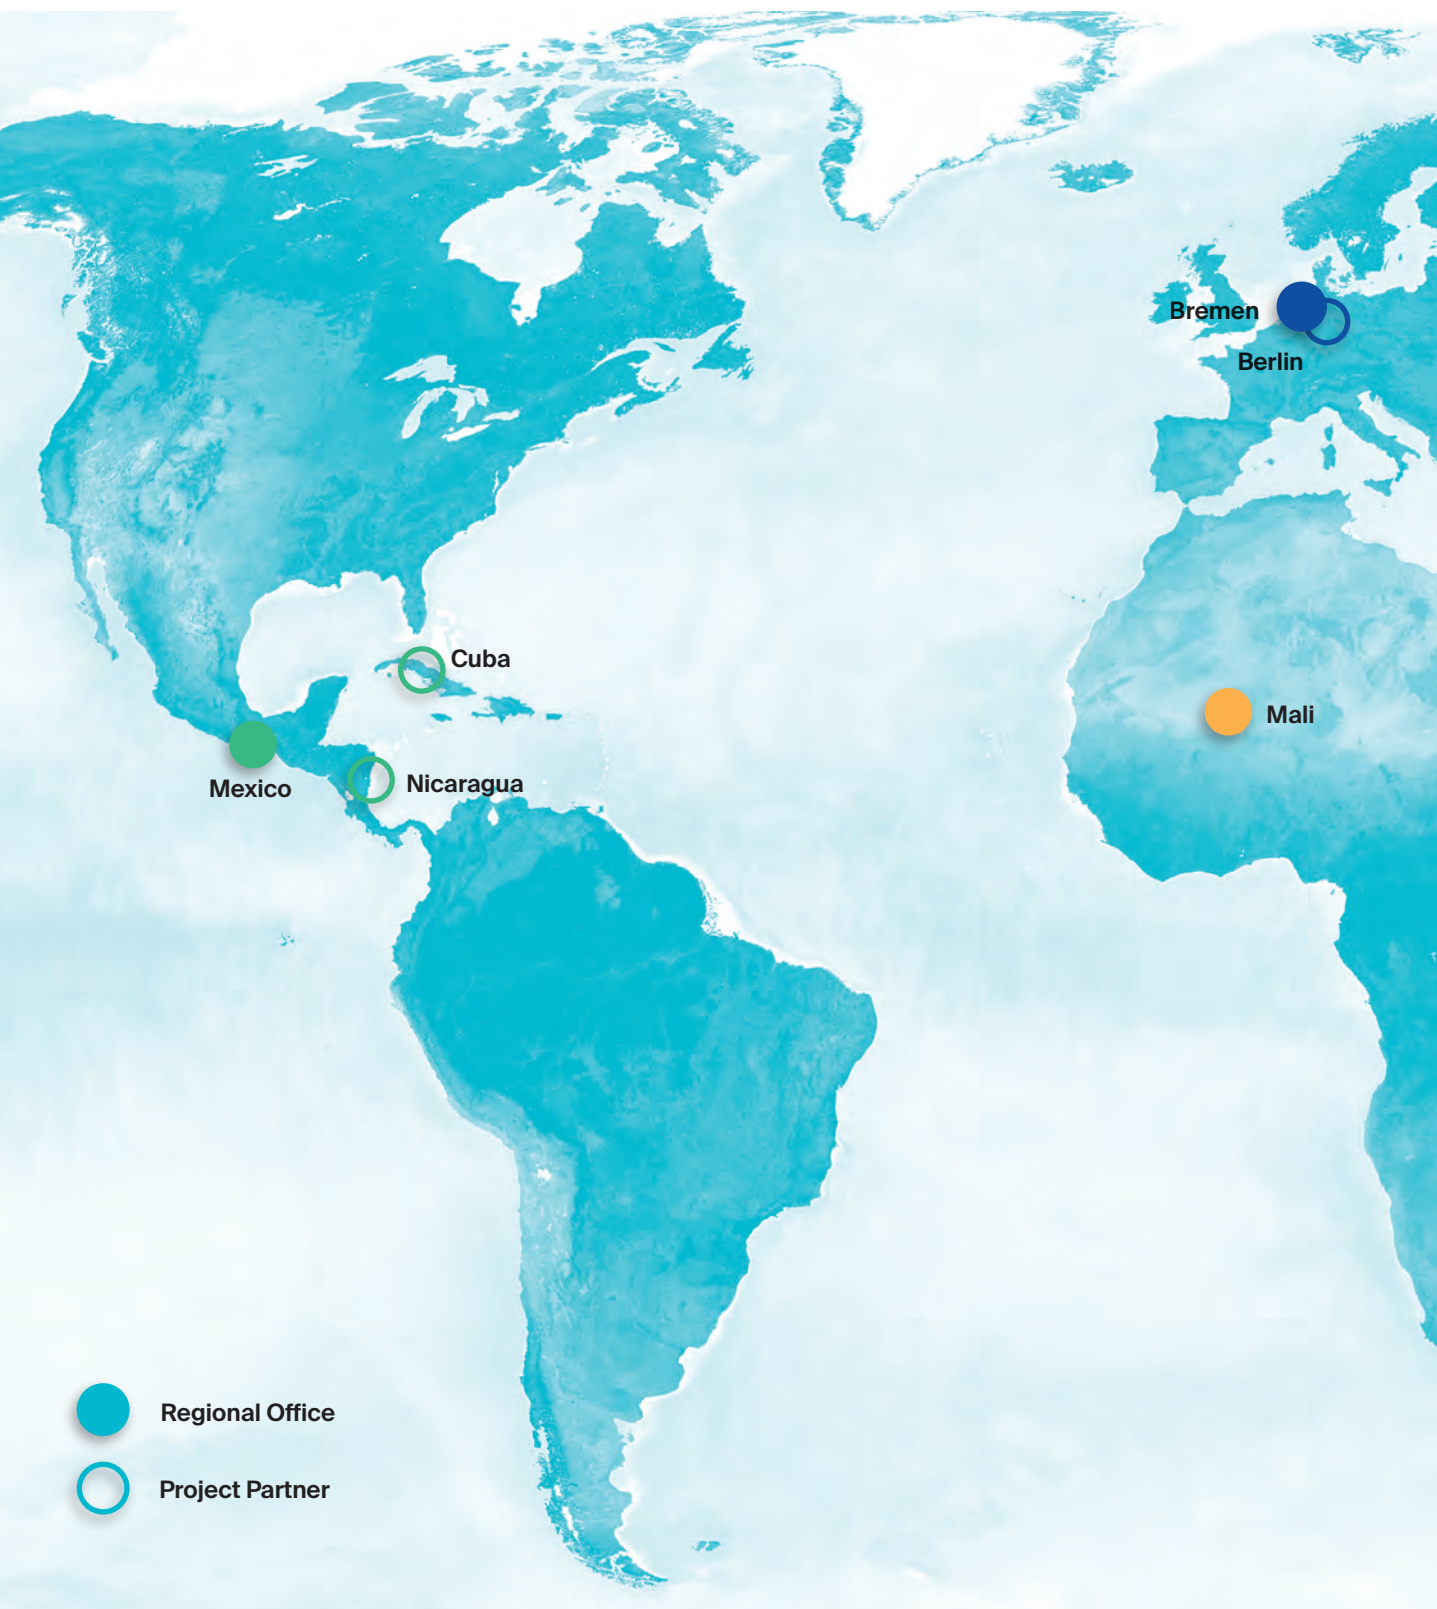 Bremen
Berlin
Cuba
Mali
Mexico
Nicaragua
Regional Office
Project Partner